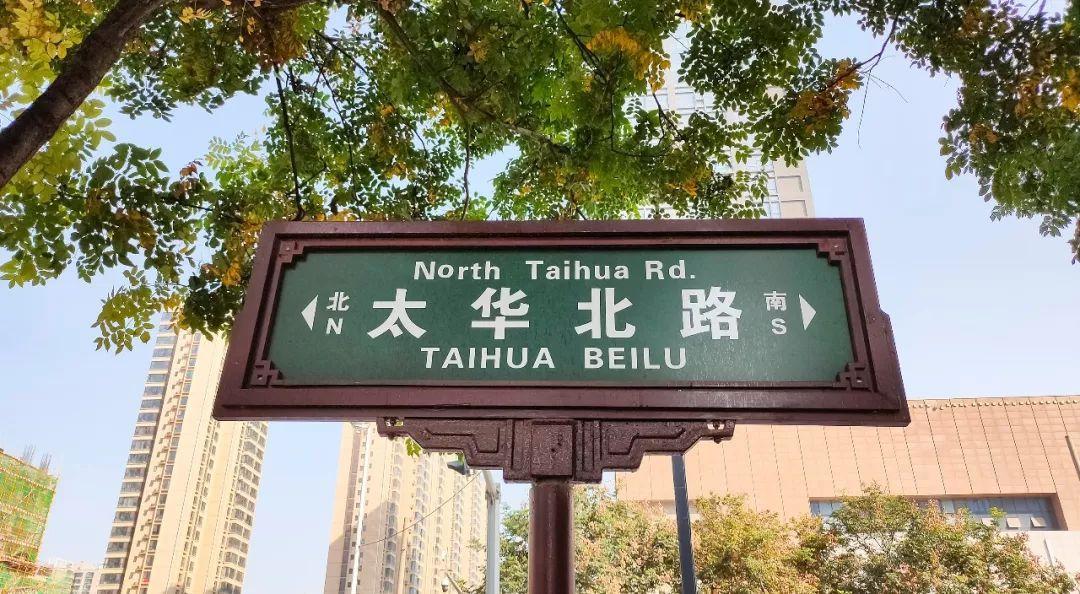 North Taihua Rd.
北 太华北路 南
N S
TAIHUA BEILU